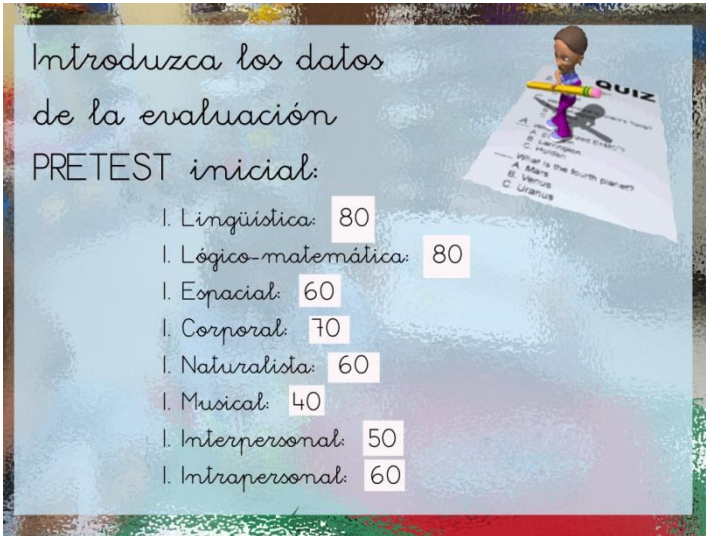 Introduzca los datos
de la evaluación
PRETEST inicial:
QUIZ
What is the fourth planet?
A. Mars
B. Venus
C. Uranus
I. Lingüística: 80
I. Lógico-matemática: 80
I. Espacial: 60
I. Corporal: 70
I. Naturalista: 60
I. Musical: 40
I. Interpersonal: 50
I. Intrapersonal: 60